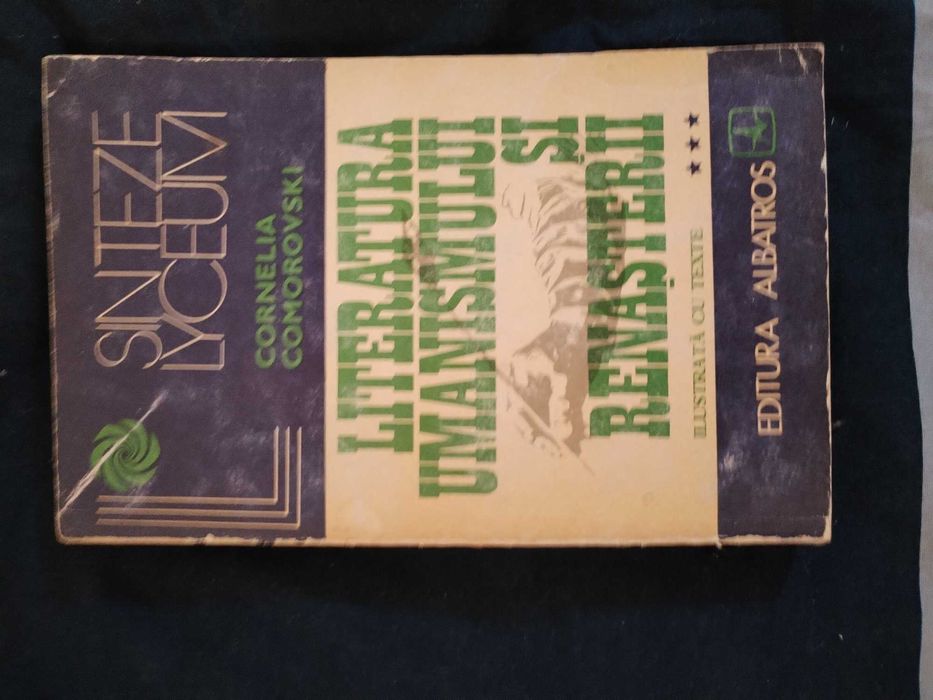 SINTEZE
LYCEUM
CORNELIA
COMOROVSKI
LITERATURA
UMANISMULUI
ȘI
RENAȘTERII
ILUSTRATĂ CU TEXTE
★★★
EDITURA ALBATROS